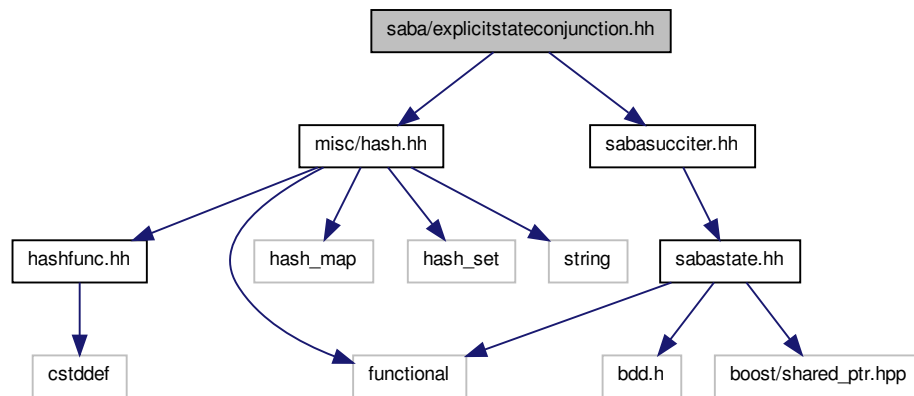 saba/explicitstateconjunction.hh
misc/hash.hh
sabasucciter.hh
hashfunc.hh
hash_map
hash_set
string
sabastate.hh
cstddef
functional
bdd.h
boost/shared_ptr.hpp